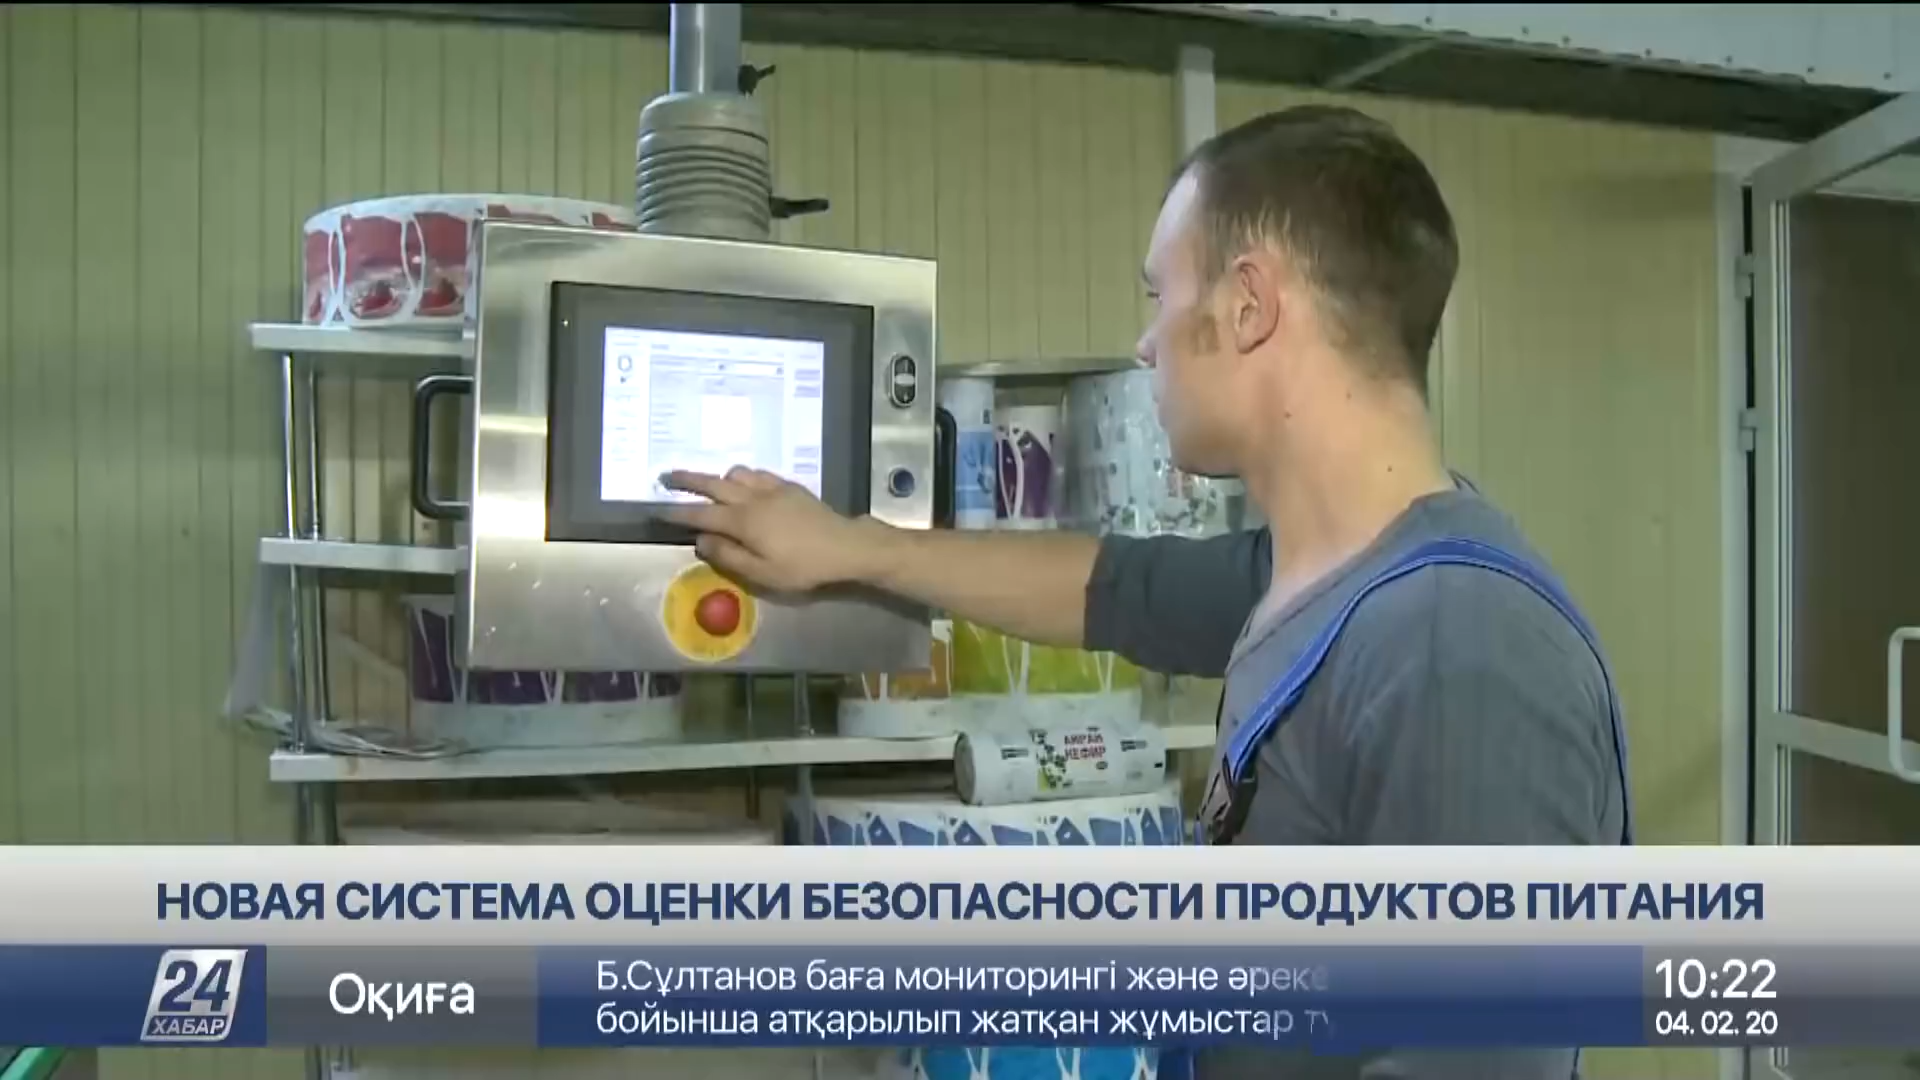 АЙРАН
КЕФИР
НОВАЯ СИСТЕМА ОЦЕНКИ БЕЗОПАСНОСТИ ПРОДУКТОВ ПИТАНИЯ
24
ХАБАР
Оқиға
Б.Сұлтанов баға мониторингі және
бойынша атқарылып жатқан жұмыстар
10:22
04. 02. 20